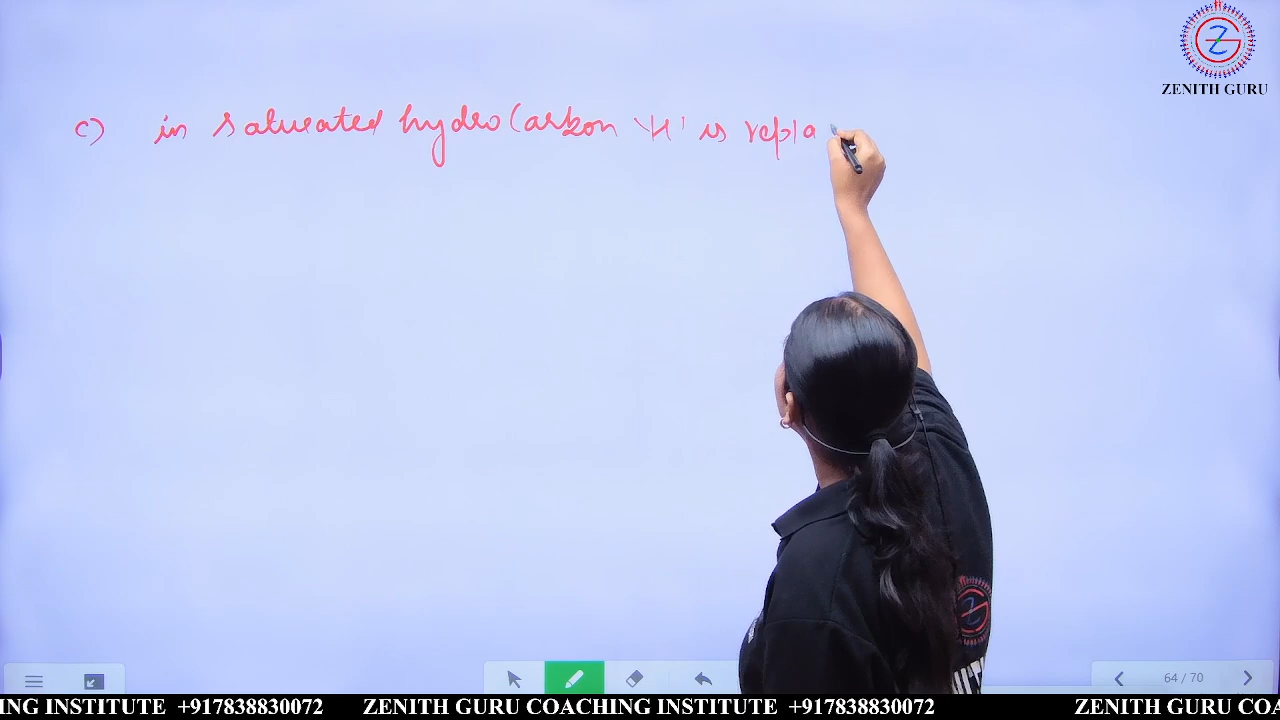 ZENITH GURU
c) in saturated hydrocarbon 'H' is repla
64 / 70
ING INSTITUTE +917838830072 ZENITH GURU COACHING INSTITUTE +917838830072 ZENITH GURU COA